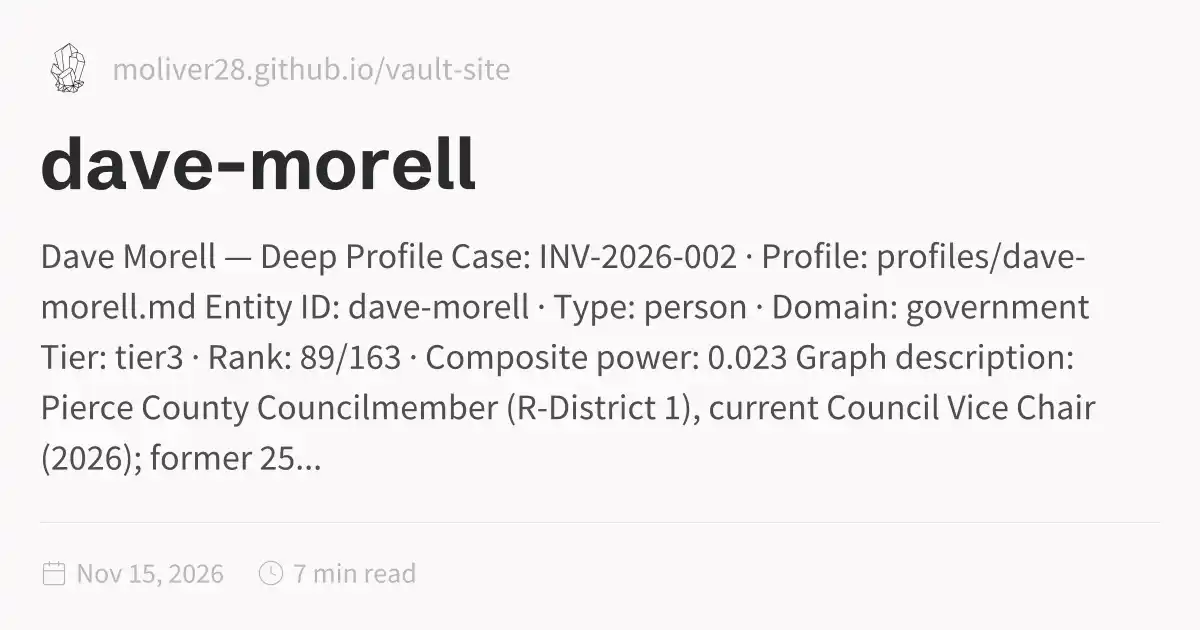 moliver28.github.io/vault-site
dave-morell
Dave Morell — Deep Profile Case: INV-2026-002 · Profile: profiles/dave-
morell.md Entity ID: dave-morell · Type: person · Domain: government
Tier: tier3 · Rank: 89/163 · Composite power: 0.023 Graph description:
Pierce County Councilmember (R-District 1), current Council Vice Chair
(2026); former 25...
Nov 15, 2026 7 min read